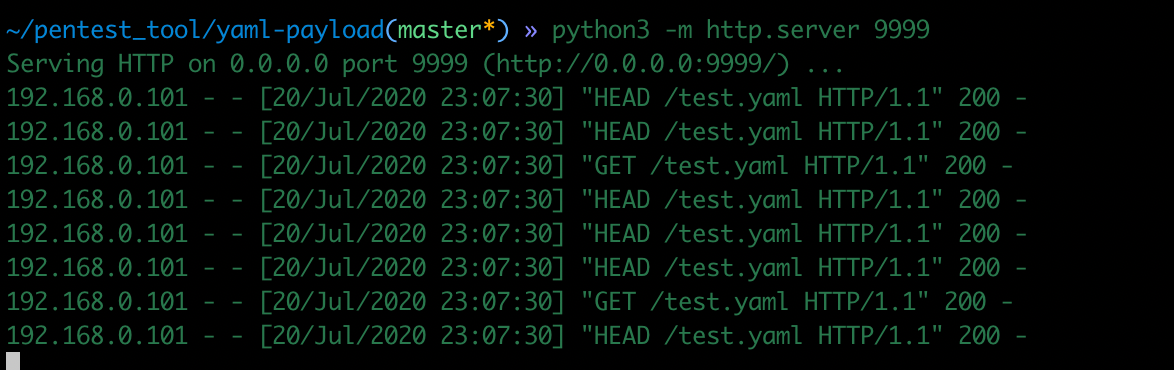 ~/pentest_tool/yaml-payload(master*) » python3 -m http.server 9999
Serving HTTP on 0.0.0.0 port 9999 (http://0.0.0.0:9999/) ...
192.168.0.101 - - [20/Jul/2020 23:07:30] "HEAD /test.yaml HTTP/1.1" 200 -
192.168.0.101 - - [20/Jul/2020 23:07:30] "HEAD /test.yaml HTTP/1.1" 200 -
192.168.0.101 - - [20/Jul/2020 23:07:30] "GET /test.yaml HTTP/1.1" 200 -
192.168.0.101 - - [20/Jul/2020 23:07:30] "HEAD /test.yaml HTTP/1.1" 200 -
192.168.0.101 - - [20/Jul/2020 23:07:30] "HEAD /test.yaml HTTP/1.1" 200 -
192.168.0.101 - - [20/Jul/2020 23:07:30] "HEAD /test.yaml HTTP/1.1" 200 -
192.168.0.101 - - [20/Jul/2020 23:07:30] "GET /test.yaml HTTP/1.1" 200 -
192.168.0.101 - - [20/Jul/2020 23:07:30] "HEAD /test.yaml HTTP/1.1" 200 -